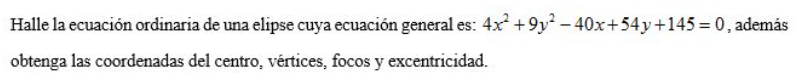 Halle la ecuación ordinaria de una elipse cuya ecuación general es: 4x² + 9y² − 40x + 54y + 145 = 0, además
obtenga las coordenadas del centro, vértices, focos y excentricidad.